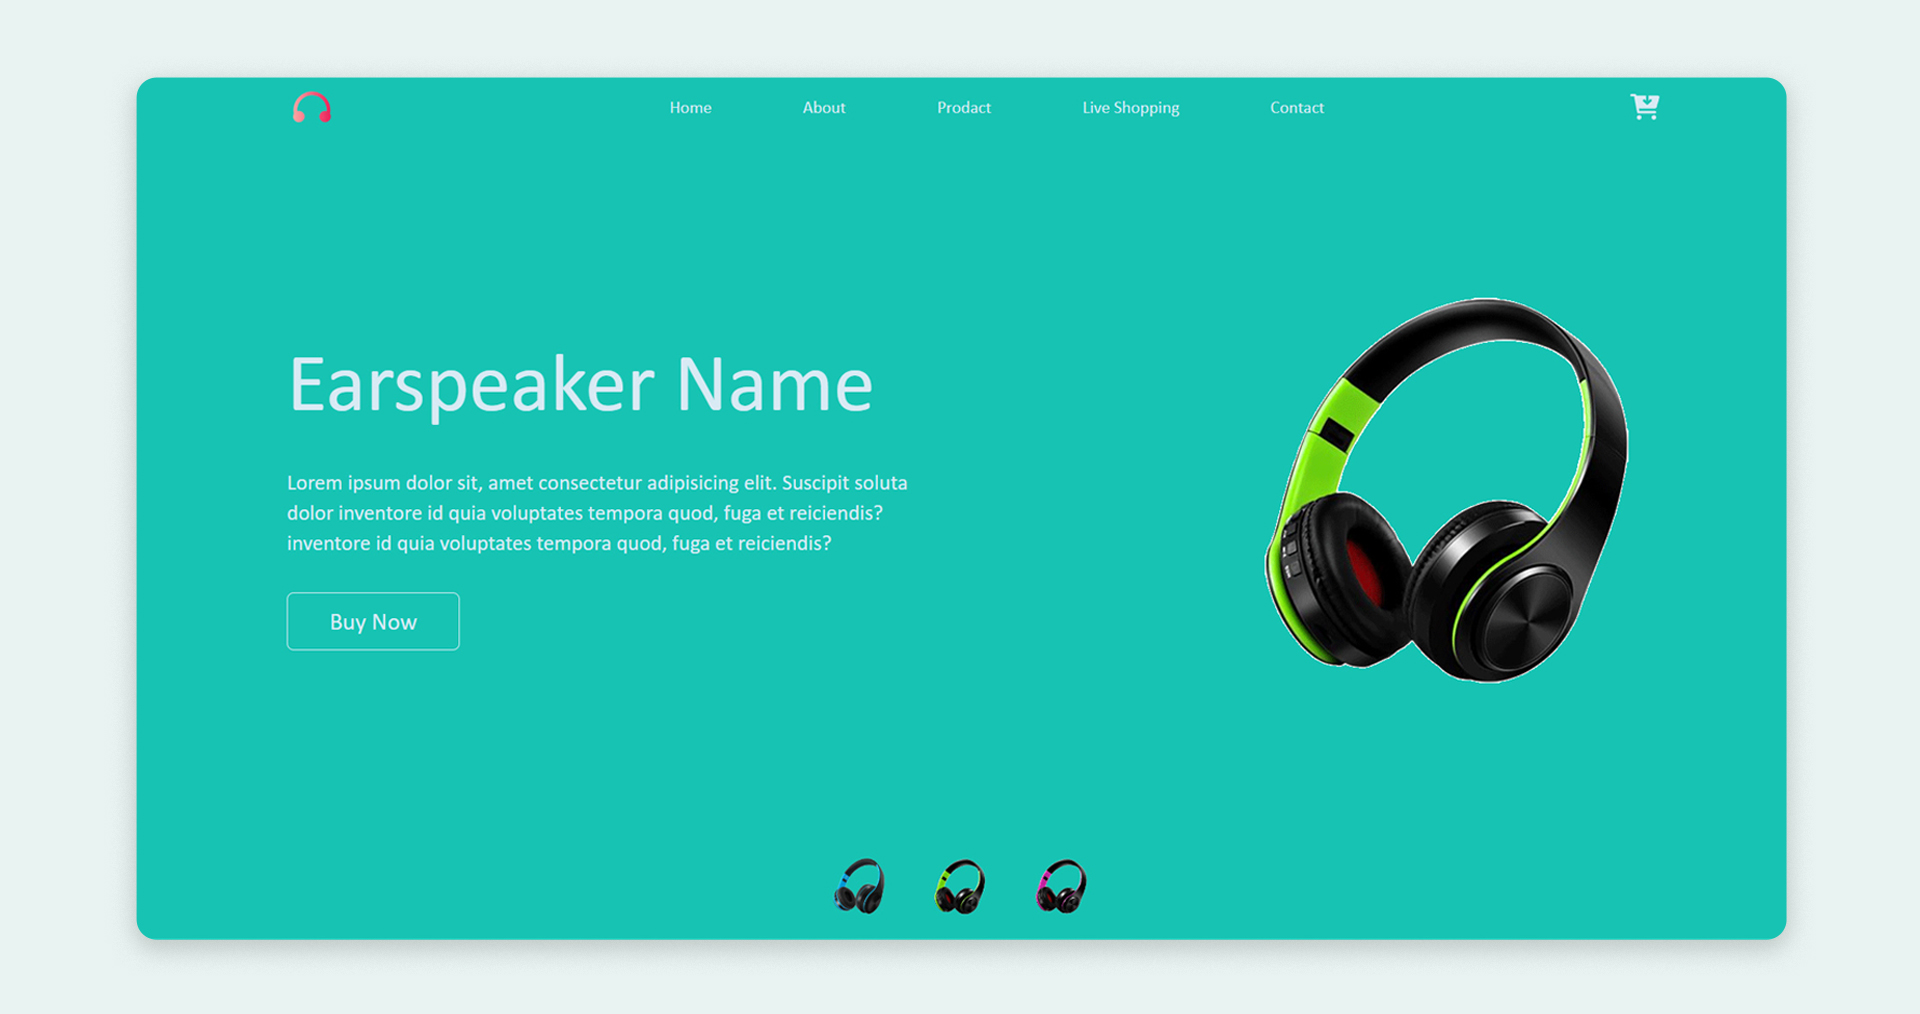 Home
About
Prodact
Live Shopping
Contact
Earspeaker Name
Lorem ipsum dolor sit, amet consectetur adipisicing elit. Suscipit soluta
dolor inventore id quia voluptates tempora quod, fuga et reiciendis?
inventore id quia voluptates tempora quod, fuga et reiciendis?
Buy Now